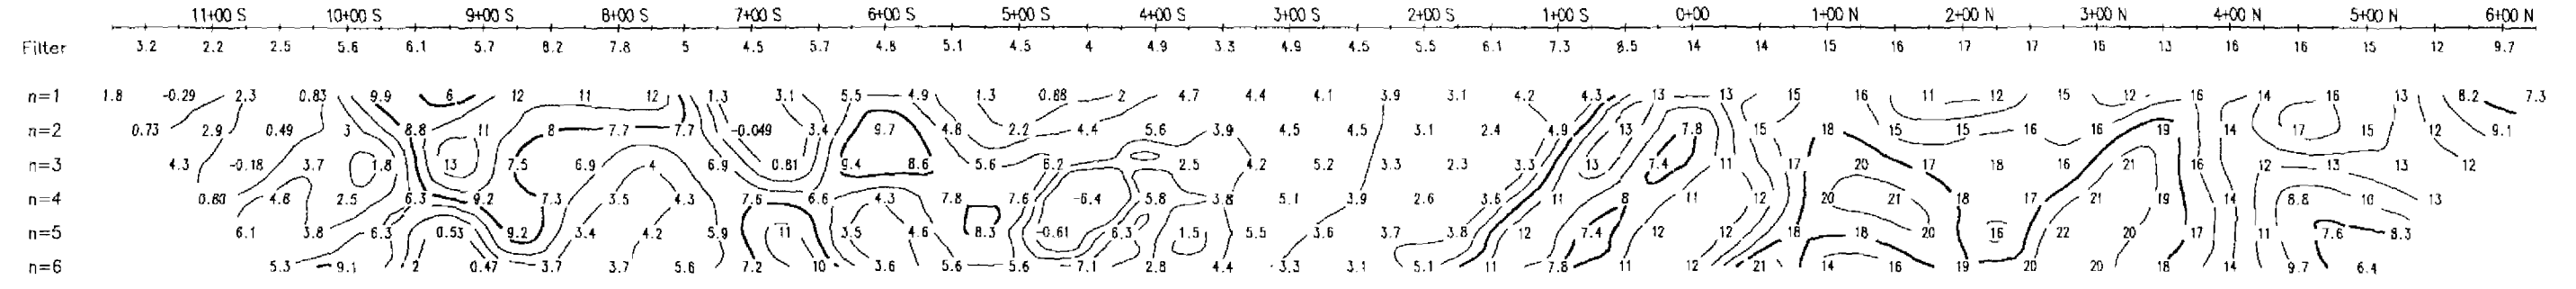 11+00 S 10+00 S 9+00 S 8+00 S 7+00 S 6+00 S 5+00 S 4+00 S 3+00 S 2+00 S 1+00 S 0+00 1+00 N 2+00 N 3+00 N 4+00 N 5+00 N 6+00 N
Filter 3.2 2.2 2.5 5.6 6.1 5.7 8.2 7.8 5 4.5 5.7 4.8 5.1 4.5 4 4.9 3.3 4.9 4.5 5.5 6.1 7.3 8.5 14 14 15 16 17 17 16 13 16 16 15 12 9.7
n=1 1.8 -0.29 2.3 0.83 9.9 6 12 11 12 1.3 3.1 5.5 4.9 1.3 0.88 2 4.7 4.4 4.1 3.9 3.1 4.2 4.3 13 13 15 16 11 12 15 12 16 14 16 13 8.2 7.3
n=2 0.73 2.9 0.49 3 8.8 11 8 7.7 7.7 -0.049 3.4 9.7 4.8 2.2 4.4 5.6 3.9 4.5 4.5 3.1 2.4 4.9 13 7.8 15 18 15 15 16 16 19 14 17 15 12 9.1
n=3 4.3 -0.18 3.7 1.8 13 7.5 6.9 4 6.9 0.81 9.4 8.6 5.6 6.2 2.5 4.2 5.2 3.3 2.3 3.3 13 7.4 11 17 20 17 18 16 21 16 12 13 13 12
n=4 0.83 4.8 2.5 6.3 9.2 7.3 3.5 4.3 7.6 6.6 4.3 7.8 7.6 -6.4 5.8 3.8 5.1 3.9 2.6 3.6 11 8 11 12 20 21 18 17 21 19 14 8.8 10 13
n=5 6.1 3.8 6.3 0.53 9.2 3.4 4.2 5.9 11 3.5 4.6 8.3 -0.61 6.3 1.5 5.5 3.6 3.7 3.8 12 7.4 12 12 18 18 20 16 22 20 17 11 7.6 8.3
n=6 5.3 9.1 2 0.47 3.7 3.7 5.6 7.2 10 3.6 5.6 5.6 7.1 2.8 4.4 3.3 3.1 5.1 11 7.8 11 12 21 14 16 19 20 20 18 14 9.7 6.4